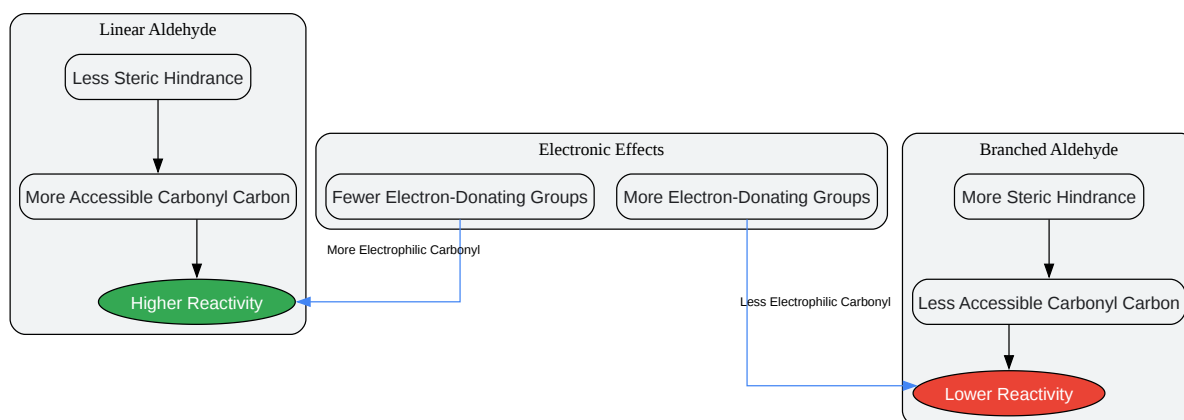 Linear Aldehyde
Less Steric Hindrance
More Accessible Carbonyl Carbon
Higher Reactivity
Electronic Effects
Fewer Electron-Donating Groups
More Electron-Donating Groups
More Electrophilic Carbonyl
Less Electrophilic Carbonyl
Branched Aldehyde
More Steric Hindrance
Less Accessible Carbonyl Carbon
Lower Reactivity